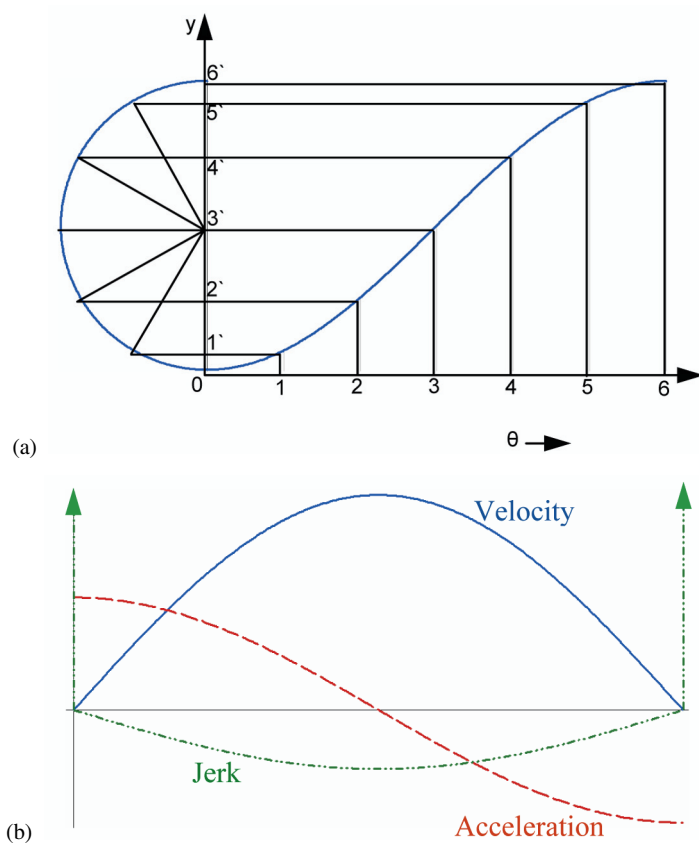 y
6`
5`
4`
3`
2`
1`
0 1 2 3 4 5 6
θ
(a)
Velocity
Jerk
Acceleration
(b)